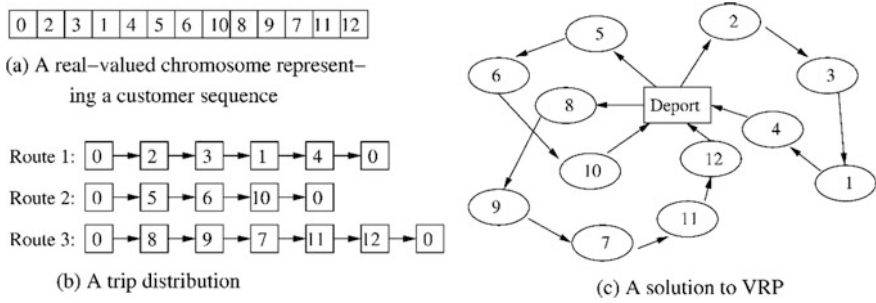 0 2 3 1 4 5 6 10 8 9 7 11 12
(a) A real–valued chromosome represent–
ing a customer sequence
Route 1: 0 2 3 1 4 0
Route 2: 0 5 6 10 0
Route 3: 0 8 9 7 11 12 0
(b) A trip distribution
2
5
3
6
8
Deport
4
10
12
1
9
11
7
(c) A solution to VRP